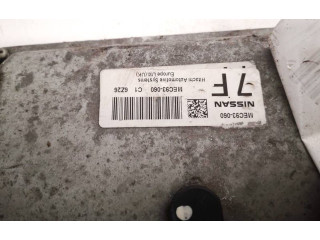 7F
NISSAN
MEC93-060
MEC93-060 C1 6Z26
Hitachi Automotive Systems
Europe Ltd (UK)